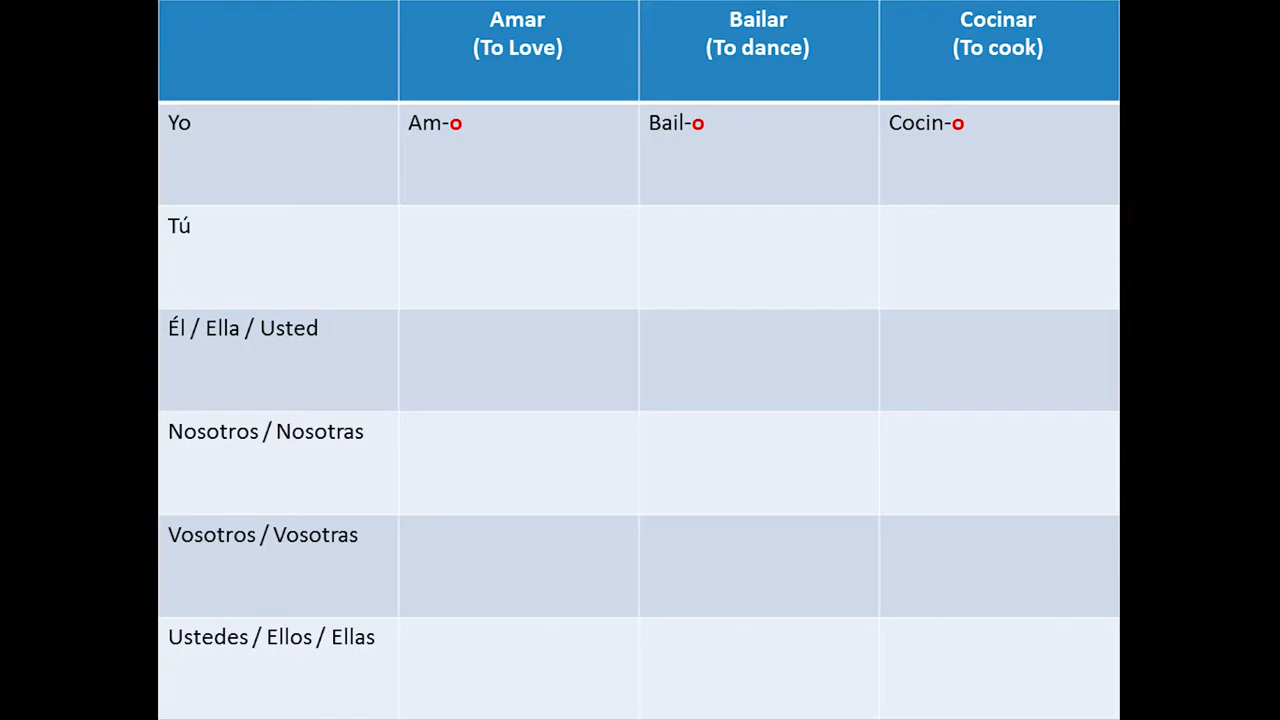 Amar
(To Love)
Bailar
(To dance)
Cocinar
(To cook)
Yo
Am-o
Bail-o
Cocin-o
Tú
Él / Ella / Usted
Nosotros / Nosotras
Vosotros / Vosotras
Ustedes / Ellos / Ellas